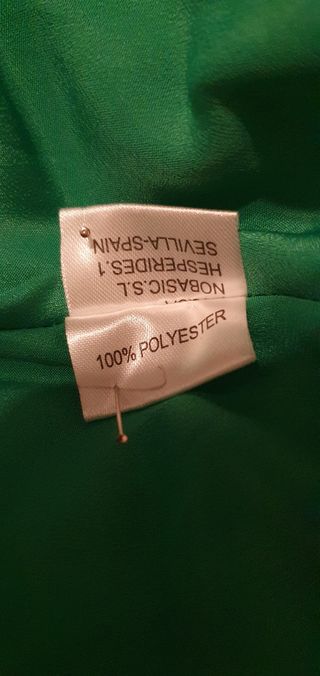 NOBASIC.S.L
HESPERIDES.1
SEVILLA-SPAIN
100% POLYESTER